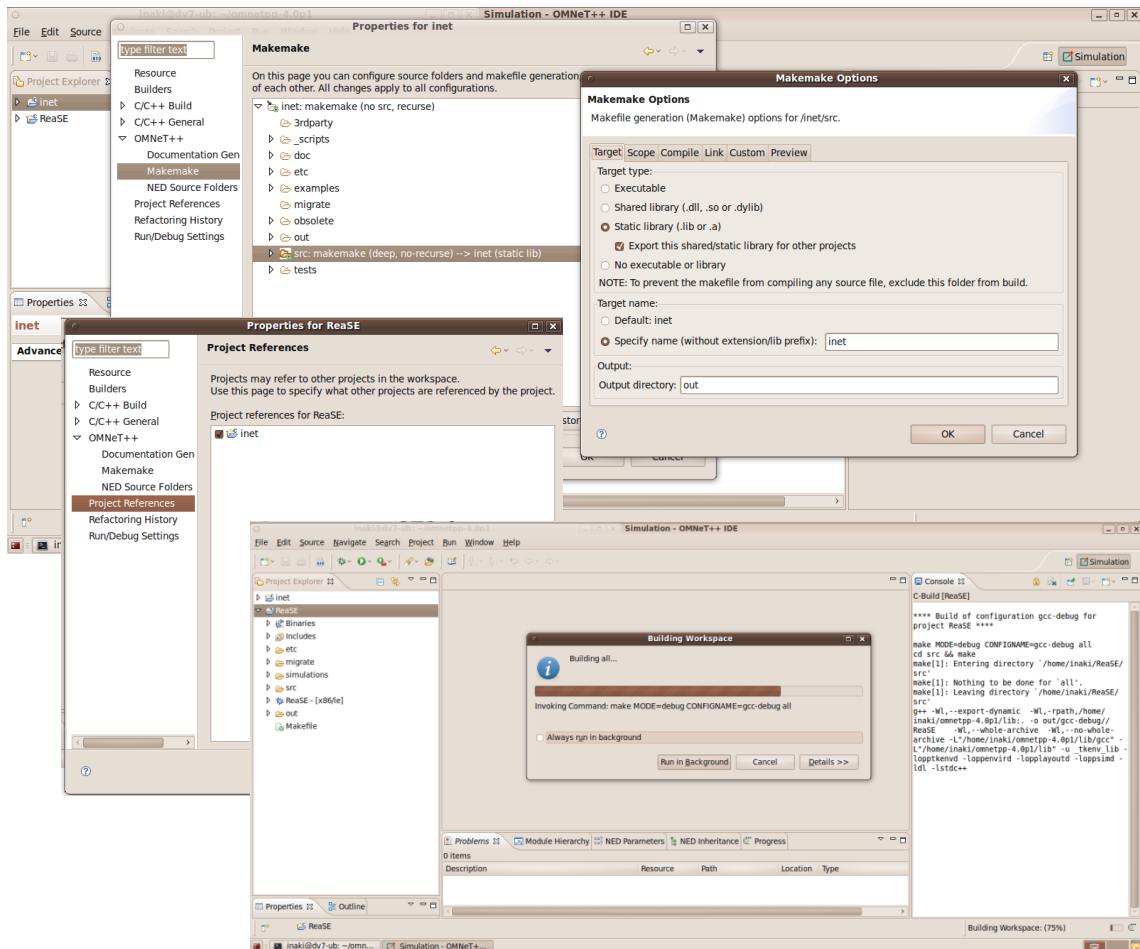 inaki@dv7-ub: ~/omnetpp-4.0p1
Simulation - OMNeT++ IDE
File Edit Source
Simulation
Project Explorer
inet
ReaSE
Properties
inet
Advance
Properties for inet
type filter text
Resource
Builders
C/C++ Build
C/C++ General
OMNeT++
Documentation Gen
Makemake
NED Source Folders
Project References
Refactoring History
Run/Debug Settings
Makemake
On this page you can configure source folders and makefile generation,
of each other. All changes apply to all configurations.
inet: makemake (no src, recurse)
3rdparty
_scripts
doc
etc
examples
migrate
obsolete
out
src: makemake (deep, no-recurse) --> inet (static lib)
tests
Makemake Options
Makemake Options
Makefile generation (Makemake) options for /inet/src.
Target Scope Compile Link Custom Preview
Target type:
Executable
Shared library (.dll, .so or .dylib)
Static library (.lib or .a)
Export this shared/static library for other projects
No executable or library
NOTE: To prevent the makefile from compiling any source file, exclude this folder from build.
Target name:
Default: inet
Specify name (without extension/lib prefix): inet
Output:
Output directory: out
OK Cancel
Properties for ReaSE
type filter text
Resource
Builders
C/C++ Build
C/C++ General
OMNeT++
Documentation Gen
Makemake
NED Source Folders
Project References
Refactoring History
Run/Debug Settings
Project References
Projects may refer to other projects in the workspace.
Use this page to specify what other projects are referenced by the project.
Project references for ReaSE:
inet
Simulation - OMNeT++ IDE
File Edit Source Navigate Search Project Run Window Help
Simulation
Project Explorer
inet
ReaSE
Binaries
Includes
etc
migrate
simulations
src
ReaSE - [x86/le]
out
Makefile
Properties Outline
ReaSE
Building Workspace
Building all...
Invoking Command: make MODE=debug CONFIGNAME=gcc-debug all
Always run in background
Run in Background Cancel Details >>
Problems Module Hierarchy NED Parameters NED Inheritance Progress
0 items
Description Resource Path Location Type
Console
C-Build [ReaSE]
**** Build of configuration gcc-debug for
project ReaSE ****
make MODE=debug CONFIGNAME=gcc-debug all
cd src && make
make[1]: Entering directory `/home/inaki/ReaSE/
src'
make[1]: Nothing to be done for `all'.
make[1]: Leaving directory `/home/inaki/ReaSE/
src'
g++ -Wl,--export-dynamic -Wl,-rpath,/home/
inaki/omnetpp-4.0p1/lib:. -o out/gcc-debug//
ReaSE -Wl,--whole-archive -Wl,--no-whole-
archive -L"/home/inaki/omnetpp-4.0p1/lib/gcc" -
L"/home/inaki/omnetpp-4.0p1/lib" -u _tkenv_lib -
lopptkenvd -loppenvird -lopplayoutd -loppsimd -
ldl -lstdc++
Building Workspace: (75%)
inaki@dv7-ub: ~/omn... Simulation - OMNeT+...